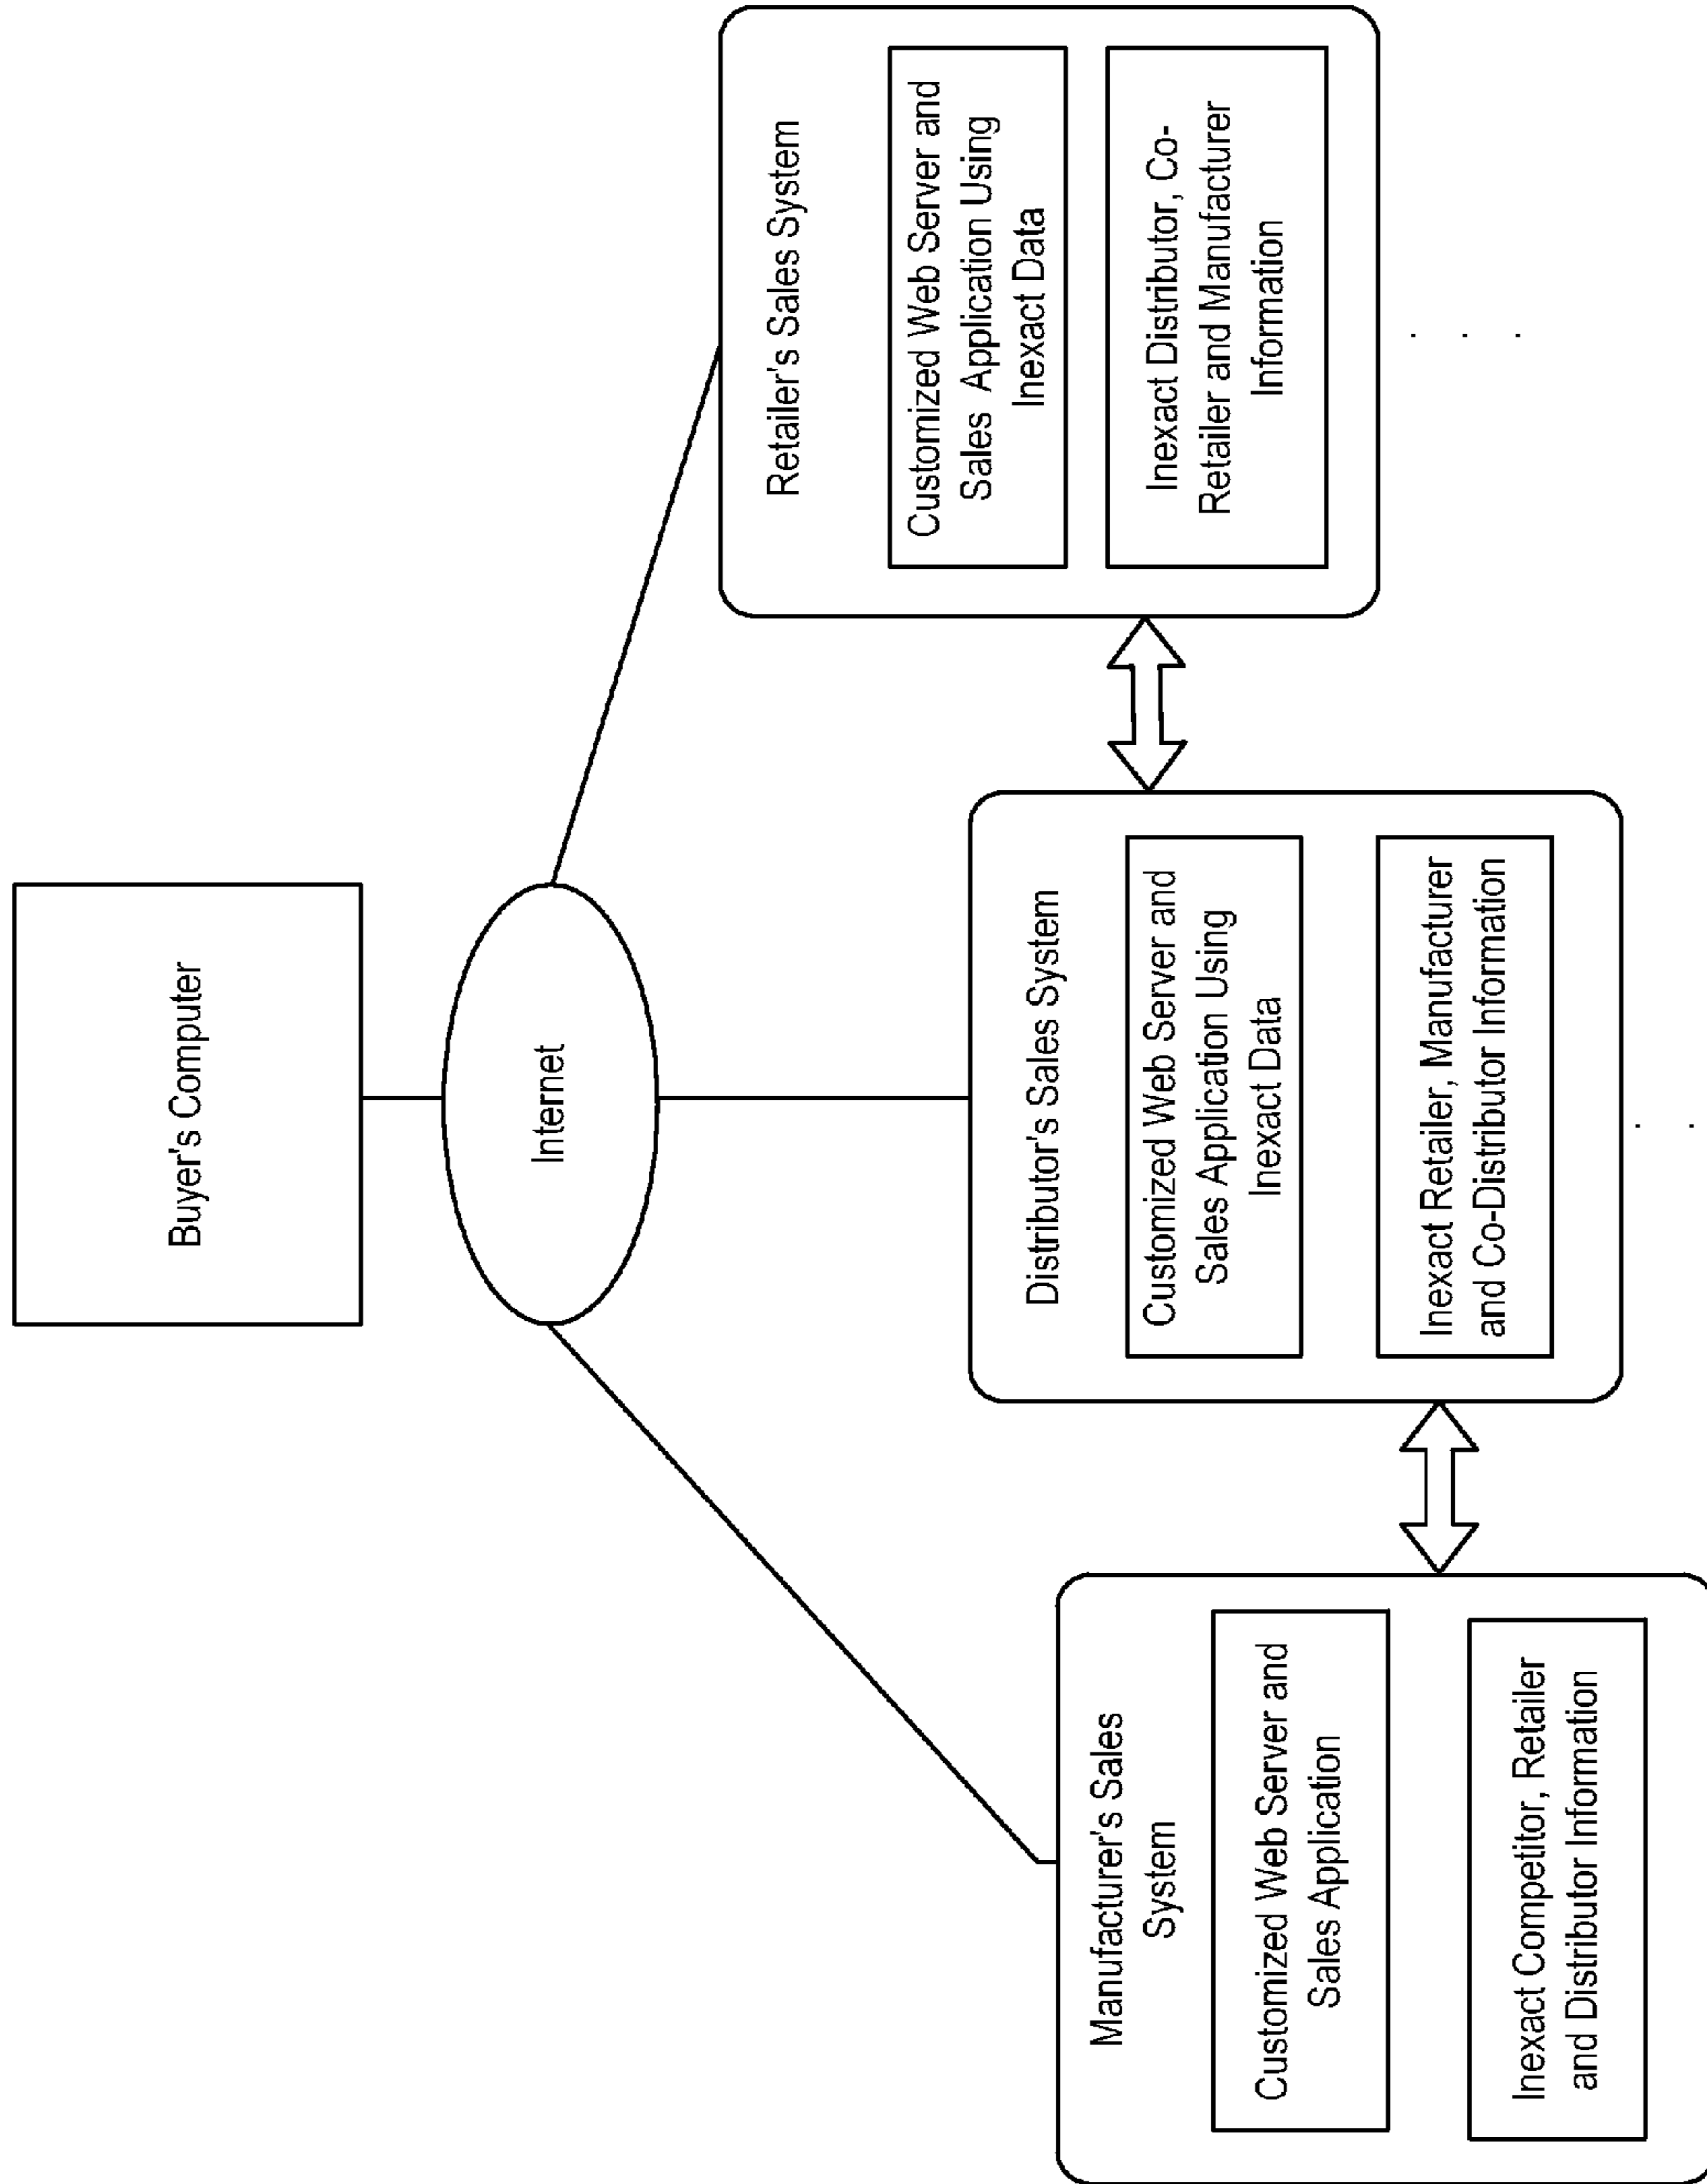 Buyer's Computer
Internet
Manufacturer's Sales
System
Customized Web Server and
Sales Application
Inexact Competitor, Retailer
and Distributor Information
Distributor's Sales System
Customized Web Server and
Sales Application Using
Inexact Data
Inexact Retailer, Manufacturer
and Co-Distributor Information
Retailer's Sales System
Customized Web Server and
Sales Application Using
Inexact Data
Inexact Distributor, Co-
Retailer and Manufacturer
Information